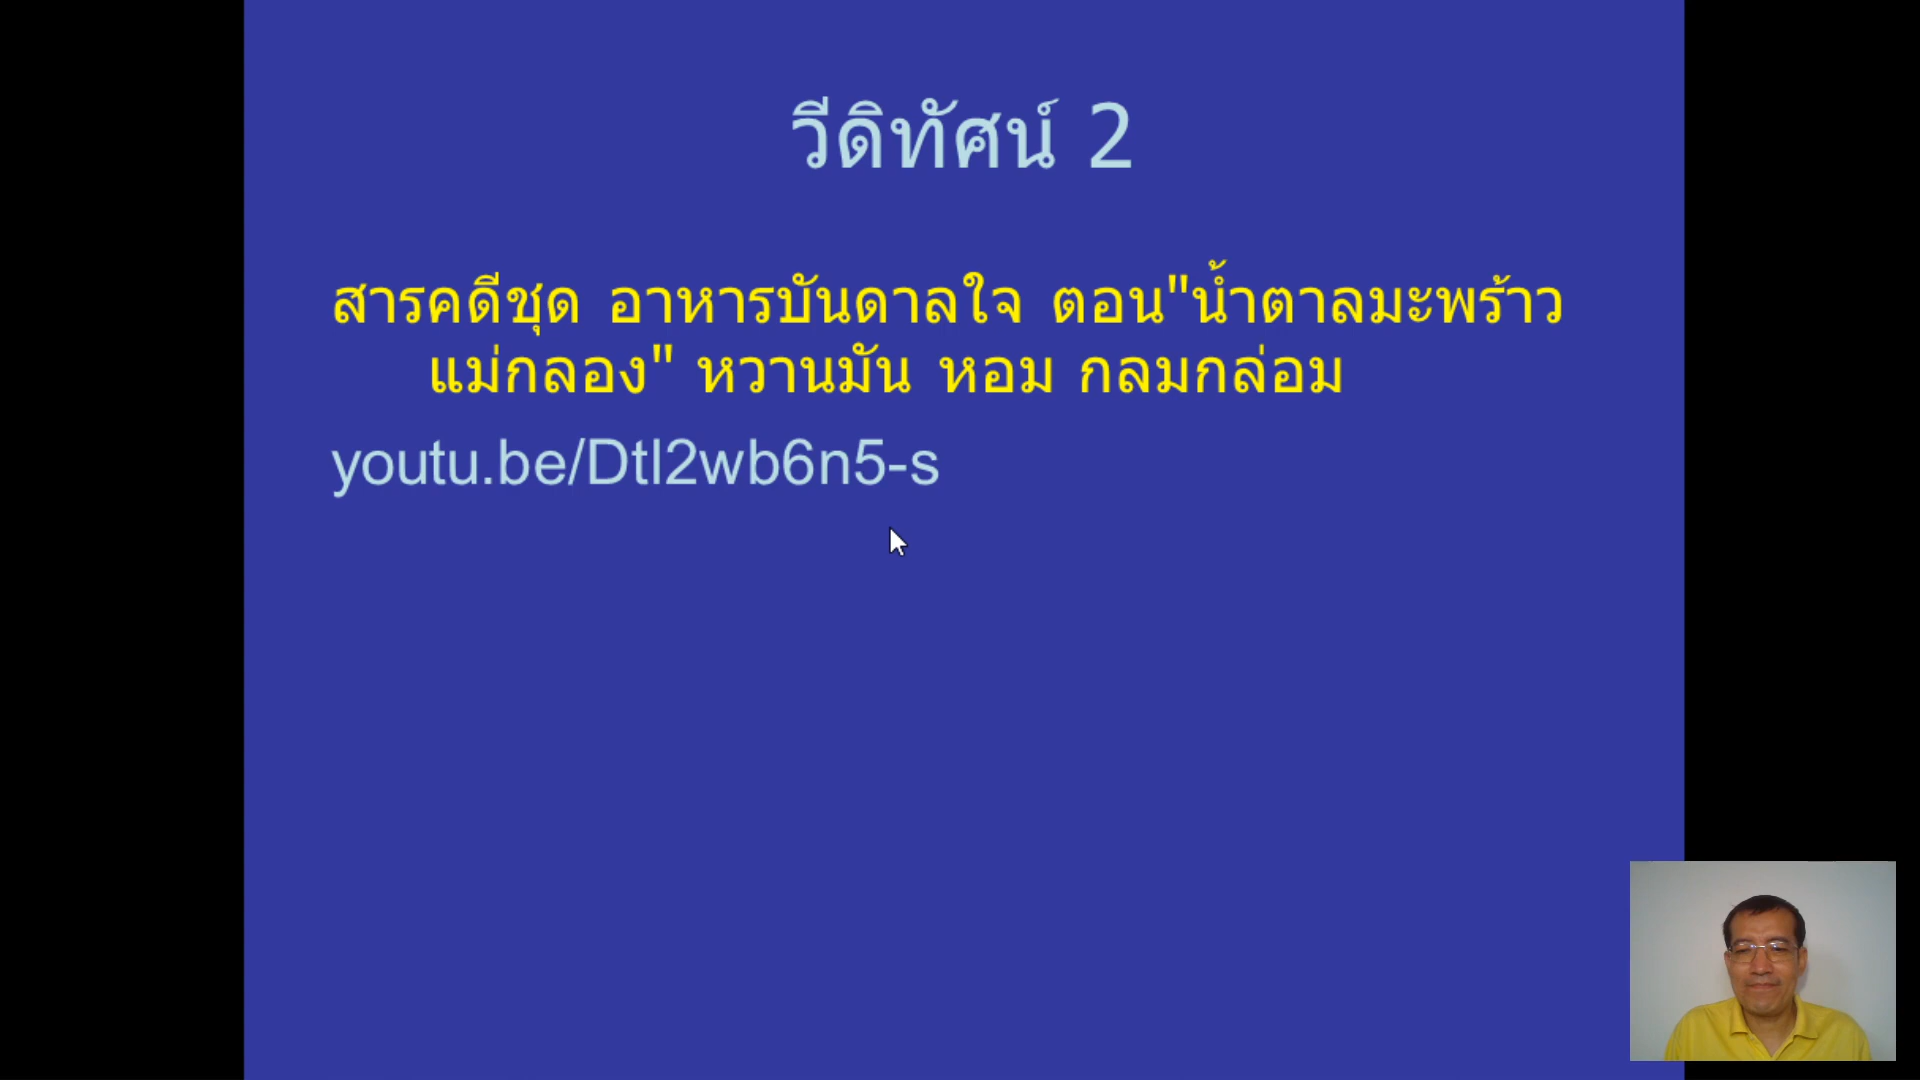 วีดิทัศน์ 2
สารคดีชุด อาหารบันดาลใจ ตอน"น้ำตาลมะพร้าว
แม่กลอง" หวานมัน หอม กลมกล่อม
youtu.be/Dtl2wb6n5-s